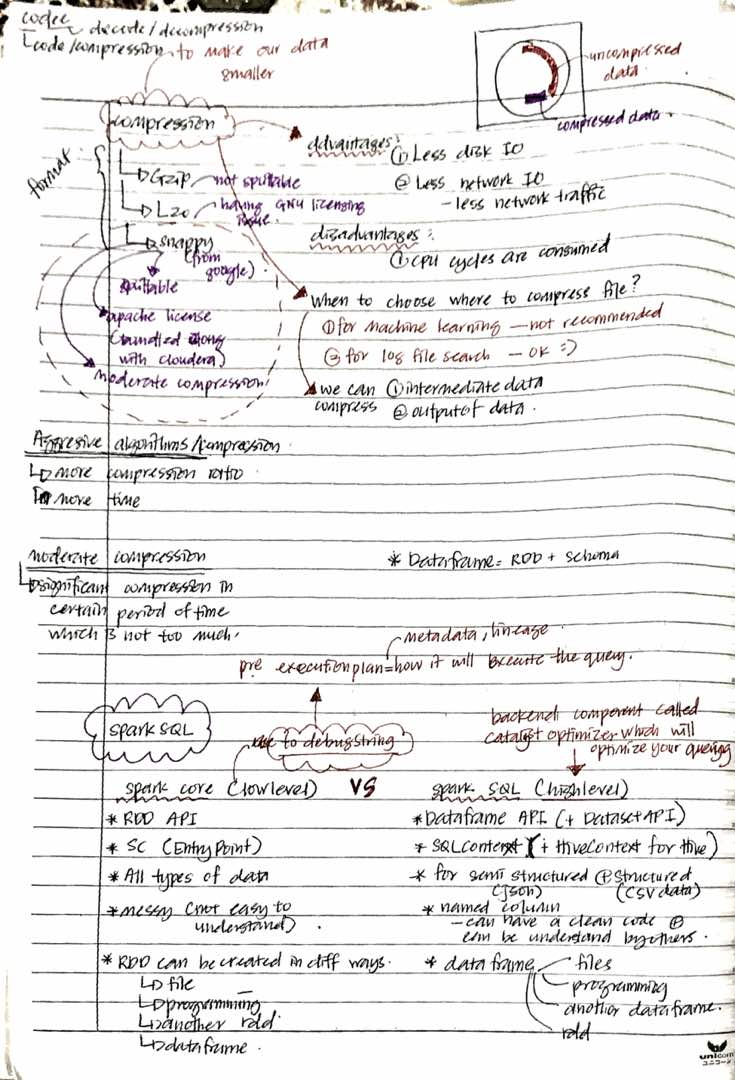 codec
decode/decompression
code/compression
to make our data
smaller
uncompressed
data
compressed data
compression
format
Gzip
not splittable
Lzo
having GNU licensing
issue
snappy
(from
google)
splittable
apache license
(bundled along
with cloudera)
moderate compression
advantages:
① Less disk IO
② Less network IO
- less network traffic
disadvantages:
① cpu cycles are consumed
When to choose where to compress file?
① for machine learning — not recommended
② for log file search — ok :)
we can ① intermediate data
compress ② output of data.
Aggresive algorithms/compression
more compression ratio
more time
moderate compression
significant compression in
certain period of time
which is not too much.
* Dataframe = RDD + schema
metadata, lineage
pre execution plan = how it will execute the query.
use to debugstring
backend component called
catalyst optimizer which will
optimize your querying
spark SQL
spark core (low level) VS spark SQL (high level)
* RDD API
* SC (Entry Point)
* All types of data
* messy (not easy to
understand).
* RDD can be created in diff ways.
file
programming
another rdd
dataframe.
* Dataframe API (+ Dataset API)
* SQLContext (+ HiveContext for Hive)
* for semi structured ⊕ structured
(json) (CSV data)
* named column
- can have a clean code ⊕
can be understand by others.
* dataframe
files
programming
another dataframe.
rdd
unicorn
ユニコーン